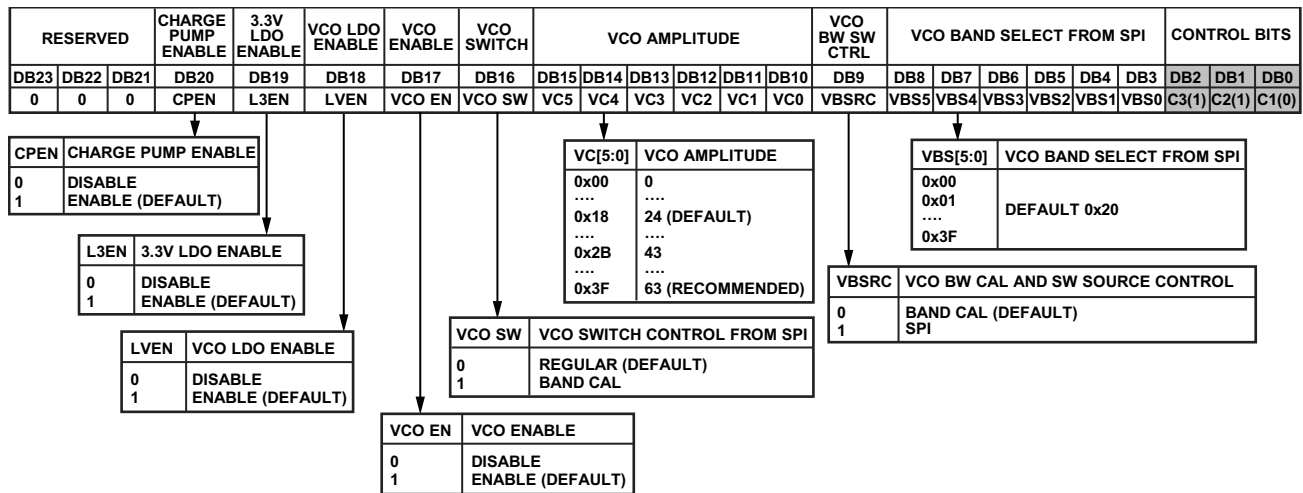 RESERVED
CHARGE PUMP ENABLE
3.3V LDO ENABLE
VCO LDO ENABLE
VCO ENABLE
VCO SWITCH
VCO AMPLITUDE
VCO BW SW CTRL
VCO BAND SELECT FROM SPI
CONTROL BITS
DB23 DB22 DB21 DB20 DB19 DB18 DB17 DB16 DB15 DB14 DB13 DB12 DB11 DB10 DB9 DB8 DB7 DB6 DB5 DB4 DB3 DB2 DB1 DB0
0 0 0 CPEN L3EN LVEN VCO EN VCO SW VC5 VC4 VC3 VC2 VC1 VC0 VBSRC VBS5 VBS4 VBS3 VBS2 VBS1 VBS0 C3(1) C2(1) C1(0)
CPEN CHARGE PUMP ENABLE
0 DISABLE
1 ENABLE (DEFAULT)
L3EN 3.3V LDO ENABLE
0 DISABLE
1 ENABLE (DEFAULT)
LVEN VCO LDO ENABLE
0 DISABLE
1 ENABLE (DEFAULT)
VCO EN VCO ENABLE
0 DISABLE
1 ENABLE (DEFAULT)
VCO SW VCO SWITCH CONTROL FROM SPI
0 REGULAR (DEFAULT)
1 BAND CAL
VC[5:0] VCO AMPLITUDE
0x00 0
.... ....
0x18 24 (DEFAULT)
.... ....
0x2B 43
.... ....
0x3F 63 (RECOMMENDED)
VBSRC VCO BW CAL AND SW SOURCE CONTROL
0 BAND CAL (DEFAULT)
1 SPI
VBS[5:0] VCO BAND SELECT FROM SPI
0x00
0x01
....
0x3F
DEFAULT 0x20